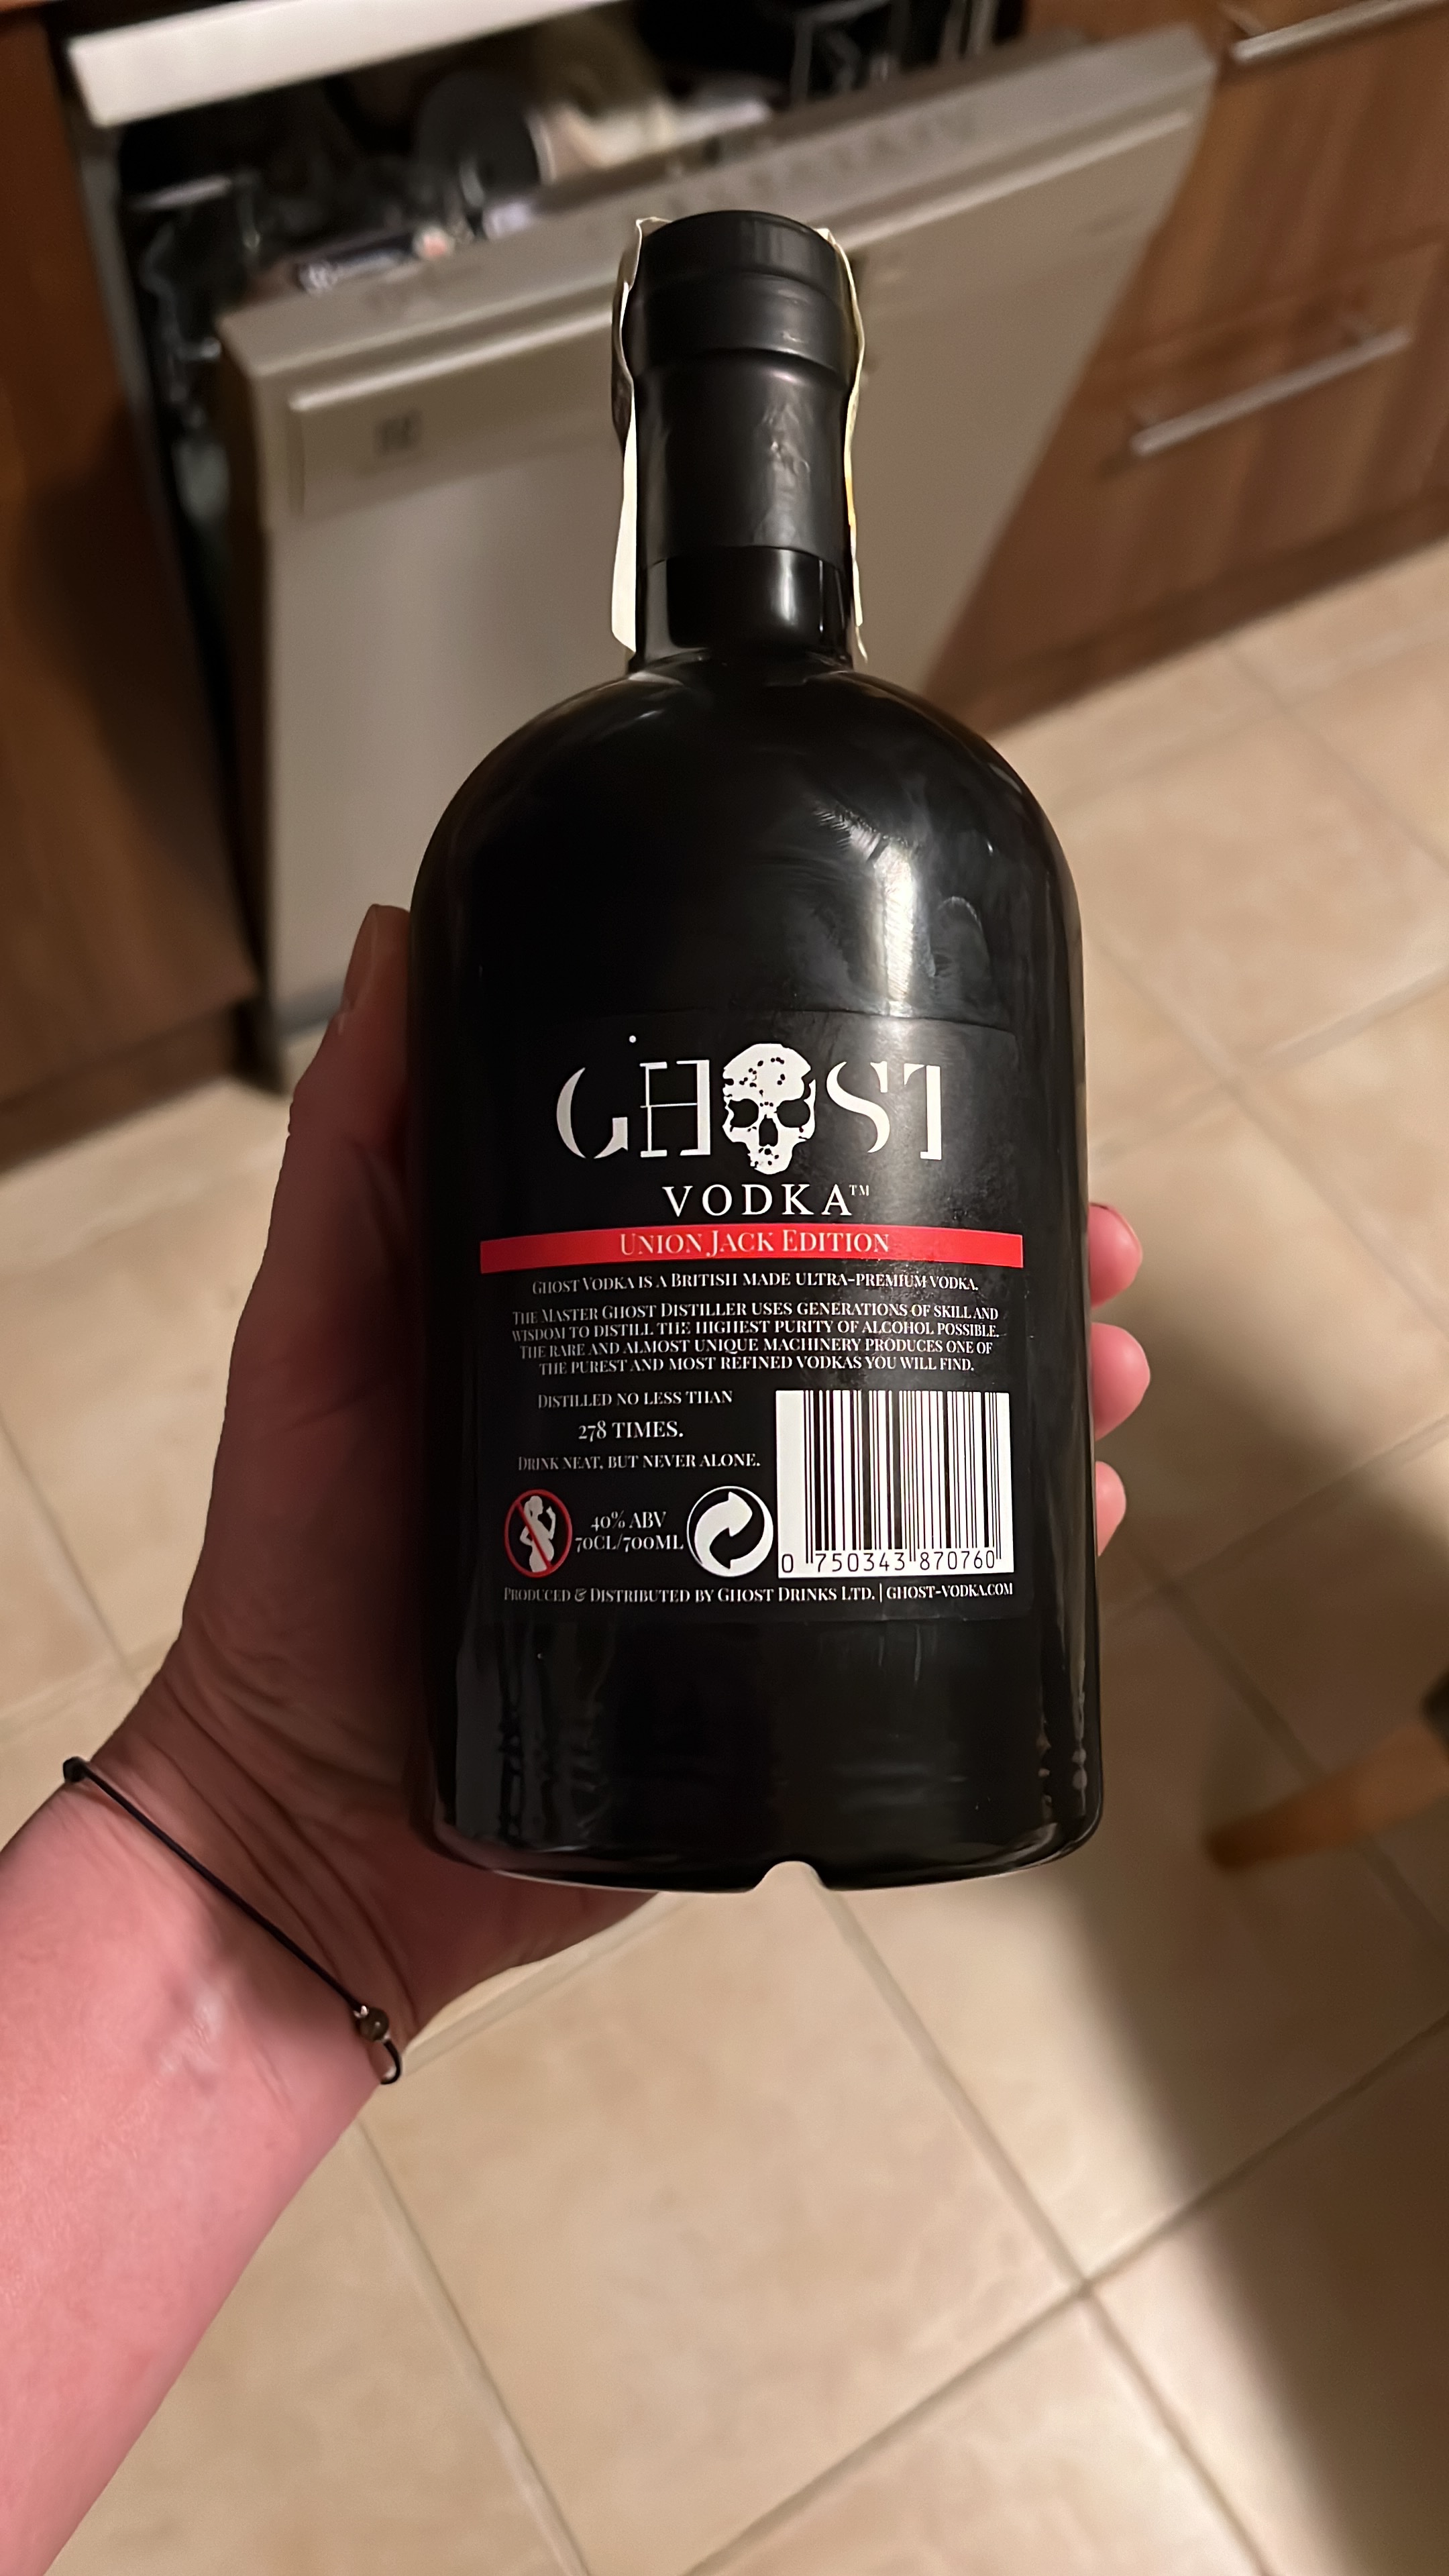 GHOST
VODKA™
UNION JACK EDITION
GHOST VODKA IS A BRITISH MADE ULTRA-PREMIUM VODKA.
THE MASTER GHOST DISTILLER USES GENERATIONS OF SKILL AND
WISDOM TO DISTILL THE HIGHEST PURITY OF ALCOHOL POSSIBLE.
THE RARE AND ALMOST UNIQUE MACHINERY PRODUCES ONE OF
THE PUREST AND MOST REFINED VODKAS YOU WILL FIND.
DISTILLED NO LESS THAN
278 TIMES.
DRINK NEAT, BUT NEVER ALONE.
40% ABV
70CL/700ML
0 750343 870760
PRODUCED & DISTRIBUTED BY GHOST DRINKS LTD. | GHOST-VODKA.COM